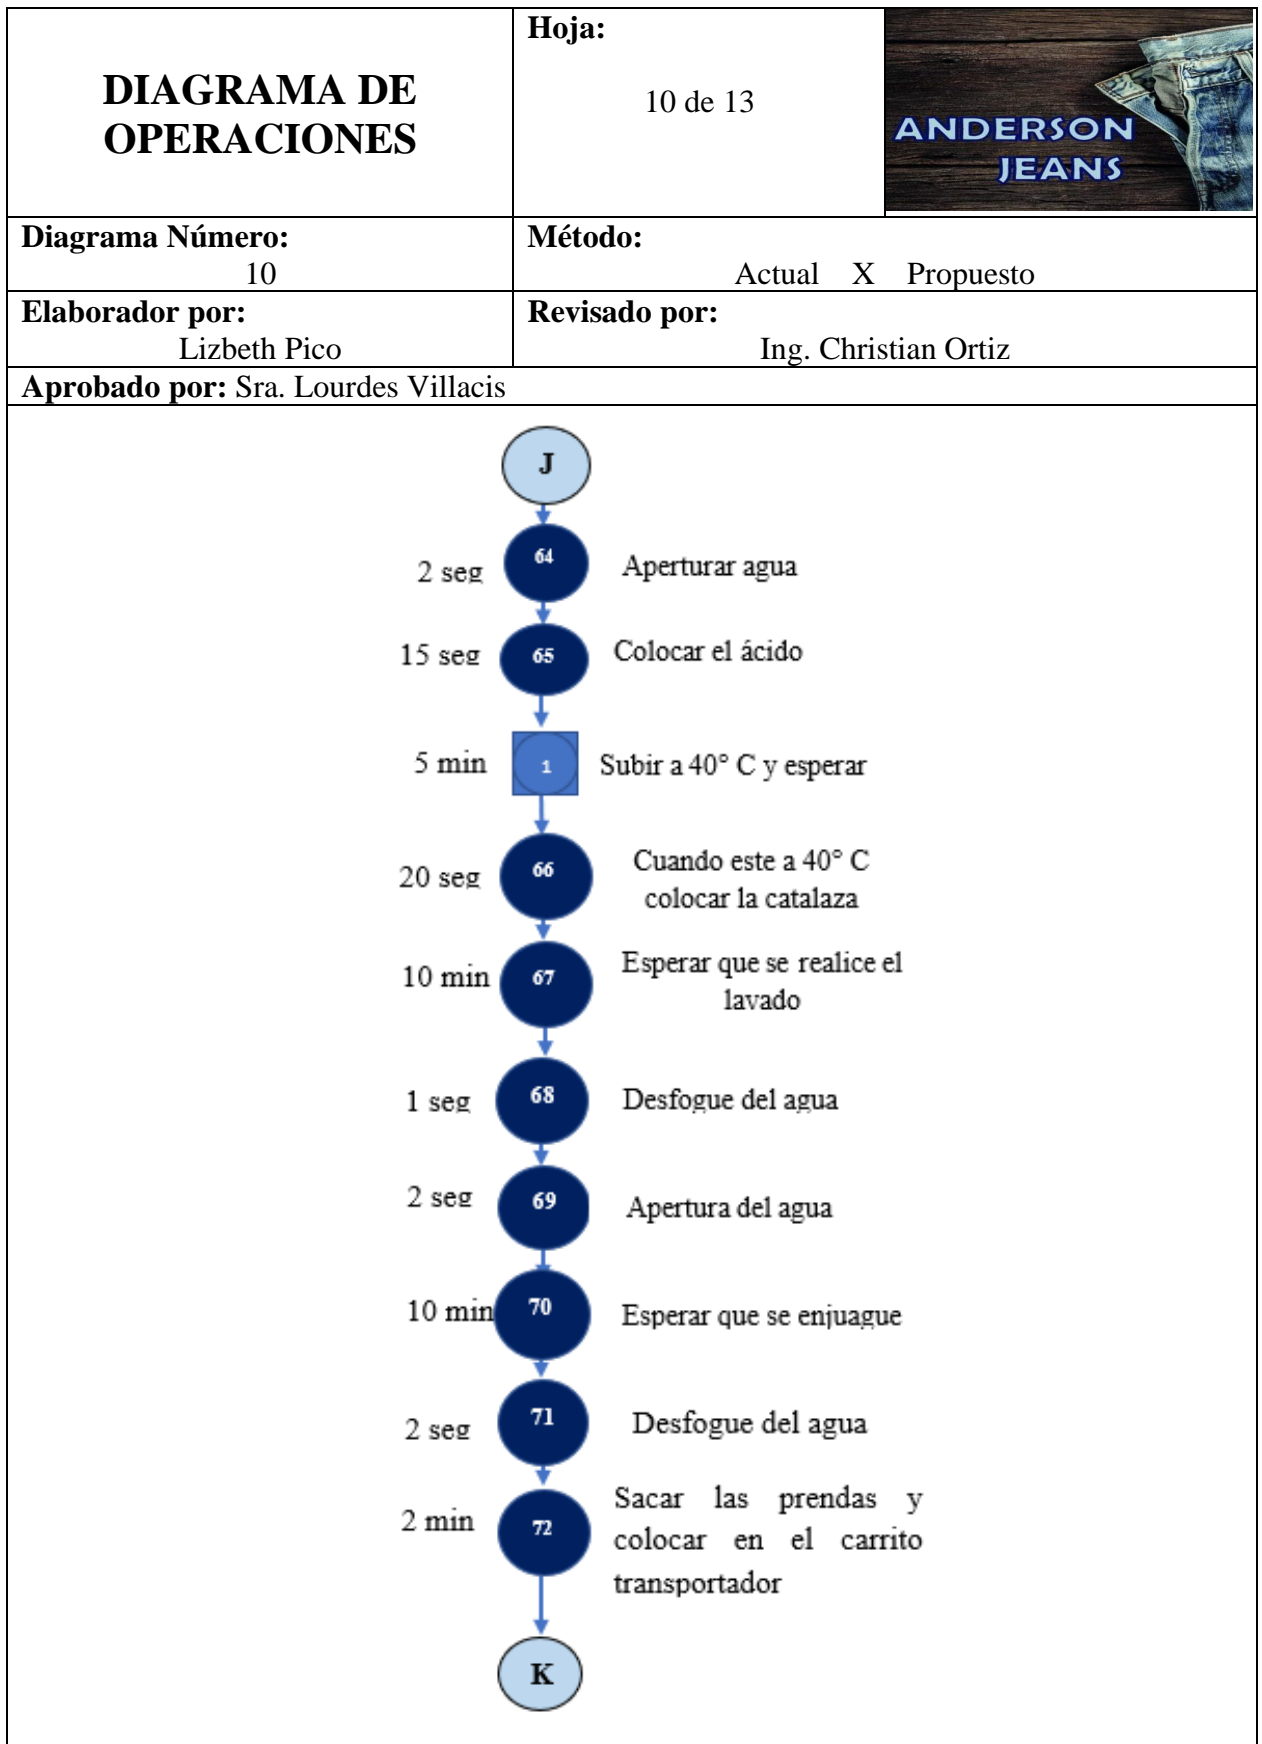 DIAGRAMA DE
OPERACIONES
Hoja:
10 de 13
ANDERSON
JEANS
Diagrama Número:
10
Método:
Actual X Propuesto
Elaborador por:
Lizbeth Pico
Revisado por:
Ing. Christian Ortiz
Aprobado por: Sra. Lourdes Villacis
J
2 seg
64
Aperturar agua
15 seg
65
Colocar el ácido
5 min
1
Subir a 40° C y esperar
20 seg
66
Cuando este a 40° C
colocar la catalaza
10 min
67
Esperar que se realice el
lavado
1 seg
68
Desfogue del agua
2 seg
69
Apertura del agua
10 min
70
Esperar que se enjuague
2 seg
71
Desfogue del agua
2 min
72
Sacar las prendas y
colocar en el carrito
transportador
K